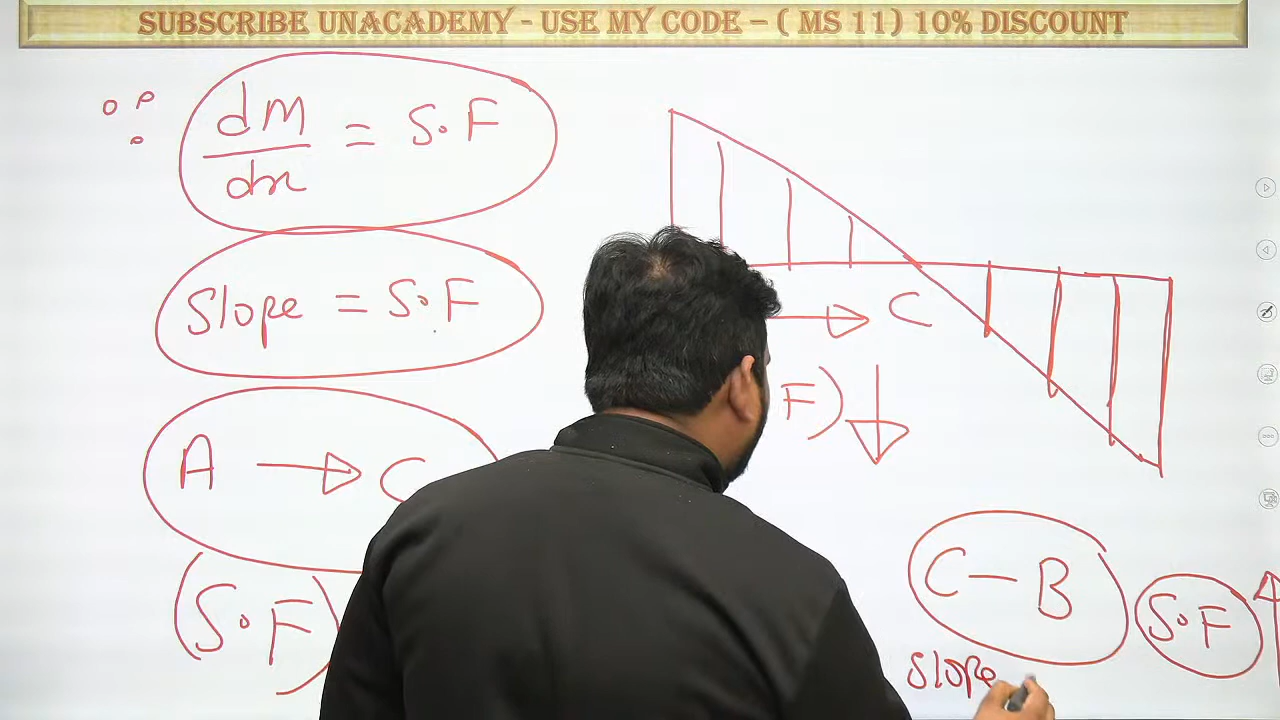 SUBSCRIBE UNACADEMY - USE MY CODE – ( MS 11) 10% DISCOUNT
dM/dx = S.F
Slope = S.F
A → C
(S.F)
→ C
F) ↓
C – B
S.F ↑
Slope